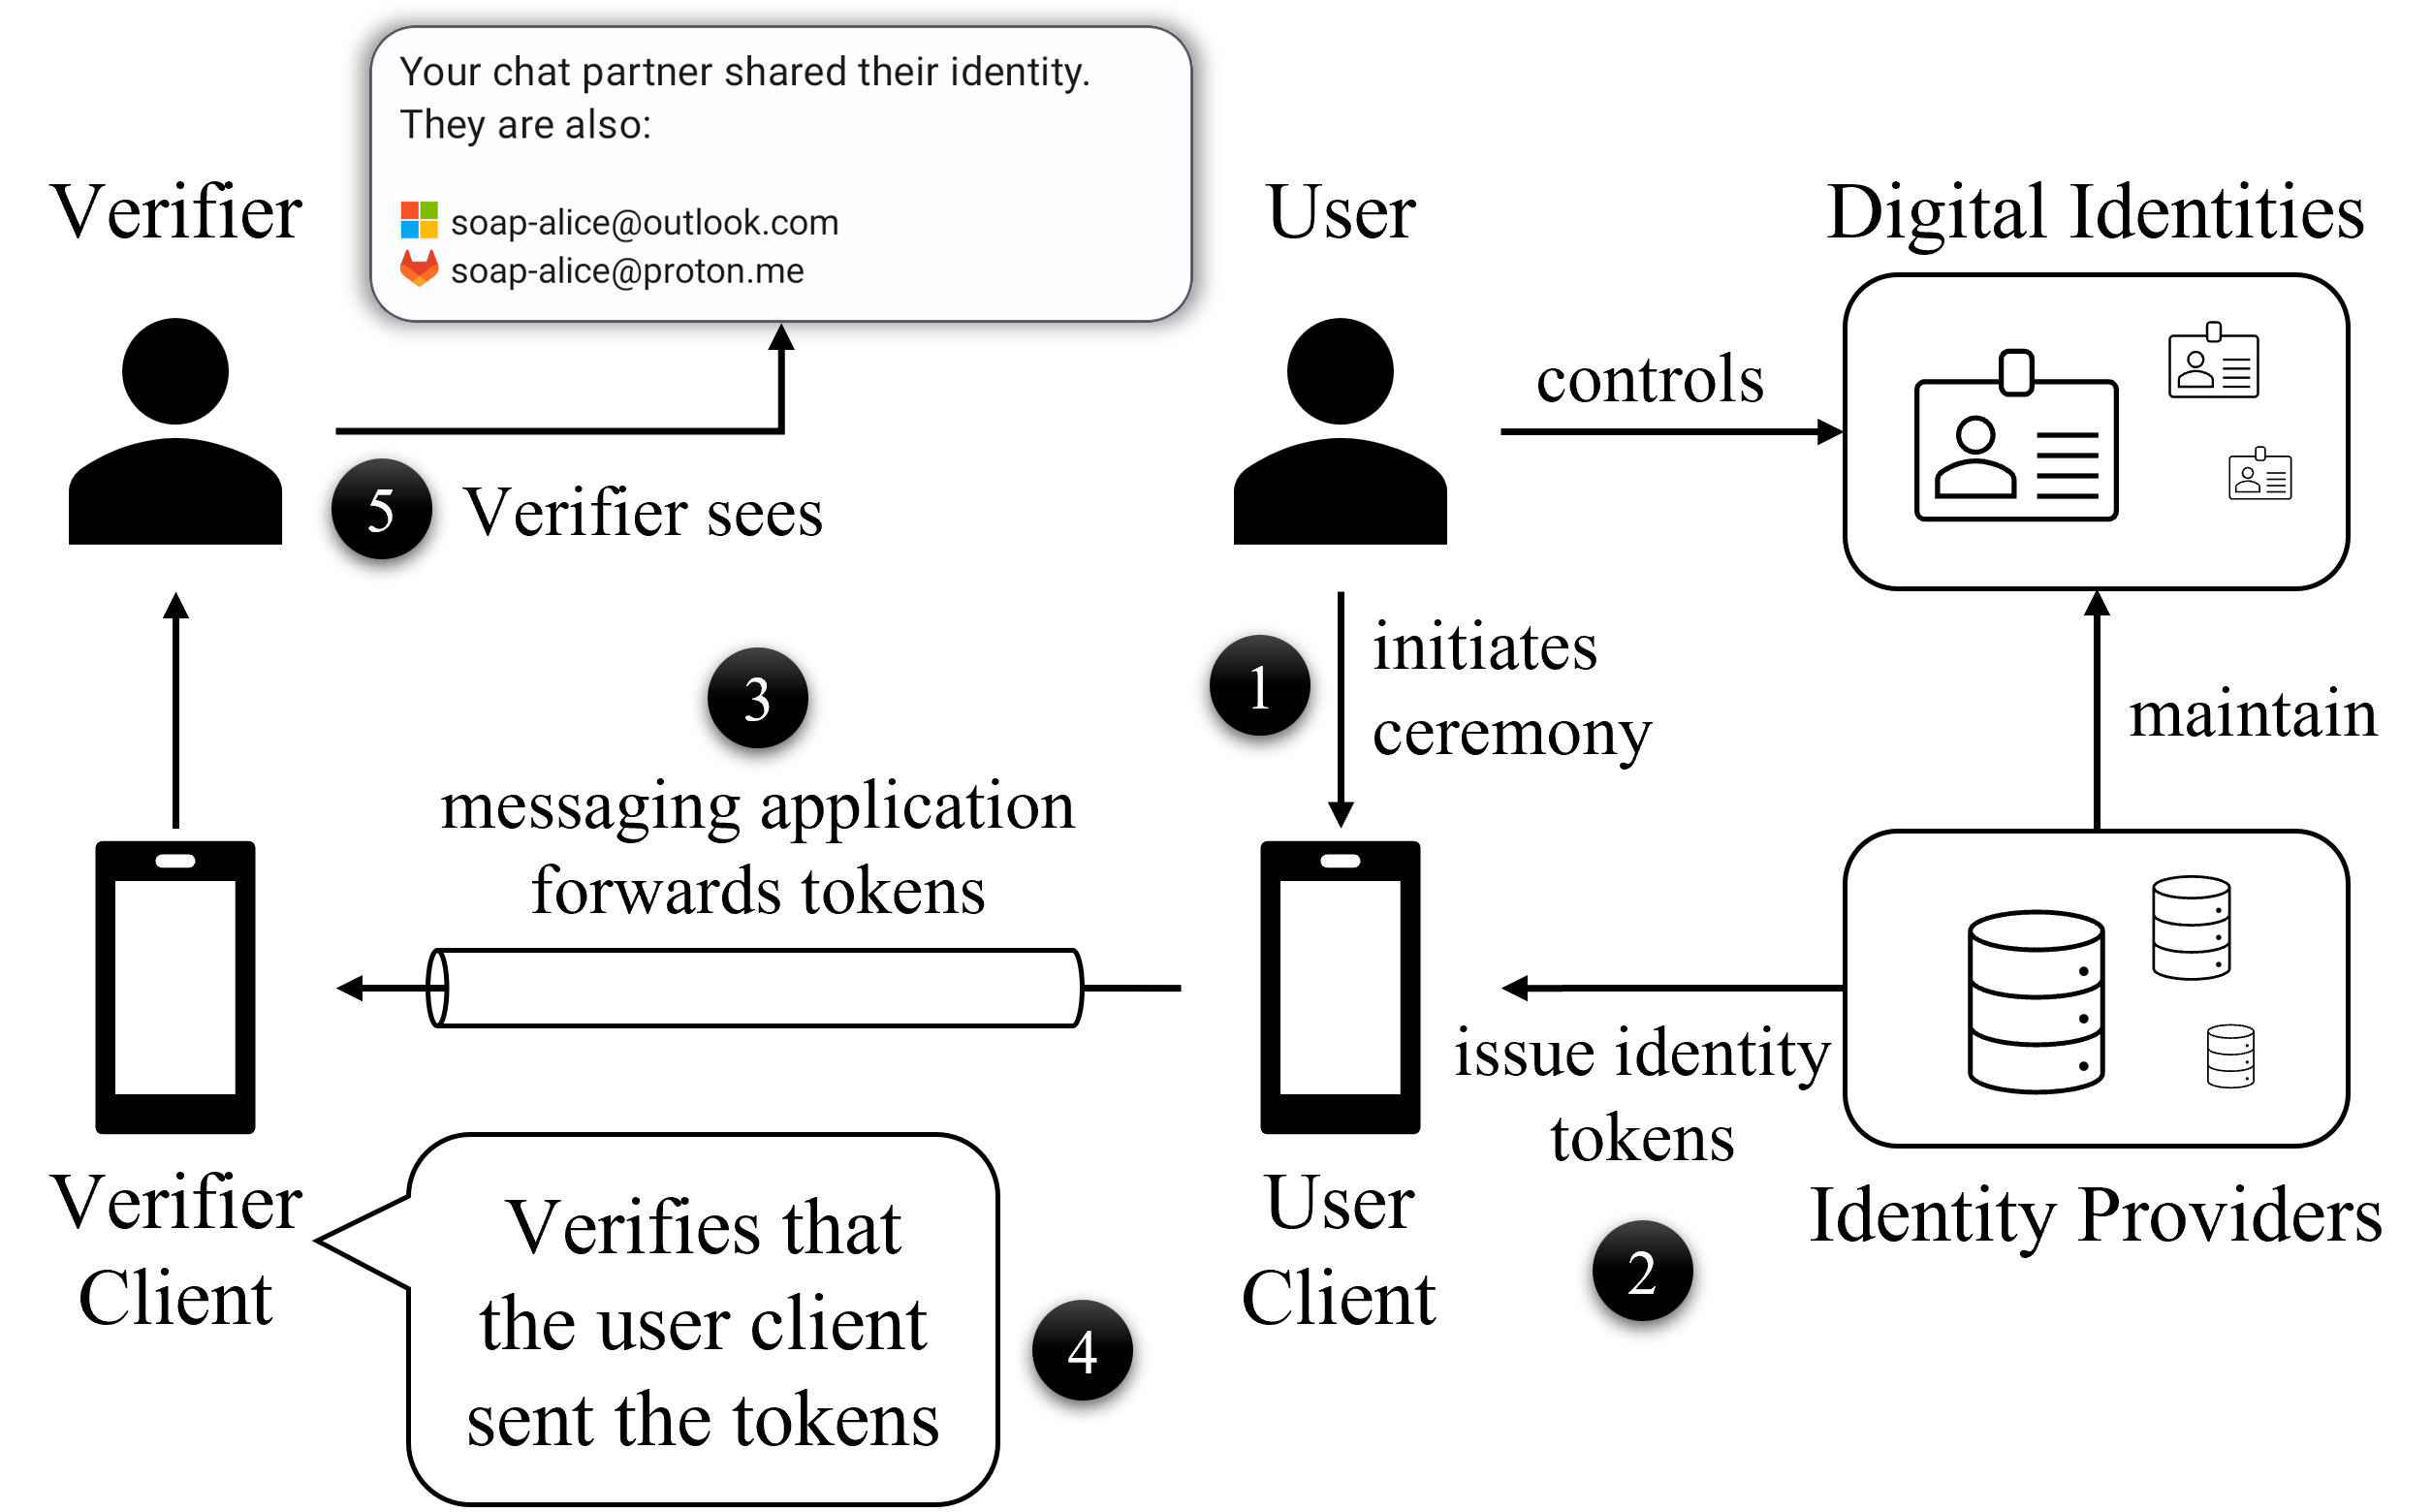 Your chat partner shared their identity.
They are also:
soap-alice@outlook.com
soap-alice@proton.me
Verifier
User
Digital Identities
controls
5
Verifier sees
1
initiates
ceremony
maintain
3
messaging application
forwards tokens
issue identity
tokens
Verifier
Client
User
Client
Identity Providers
2
Verifies that
the user client
sent the tokens
4